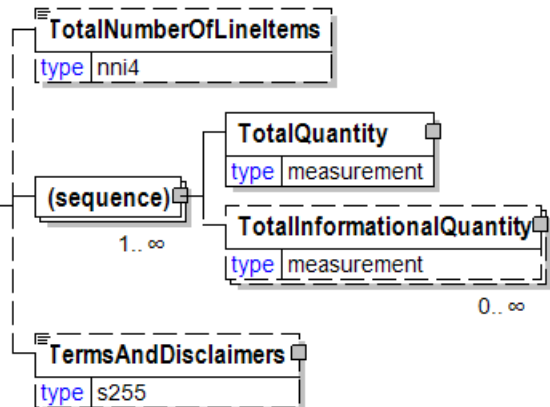 TotalNumberOfLineItems
type nni4
TotalQuantity
type measurement
(sequence)
1.. ∞
TotalInformationalQuantity
type measurement
0.. ∞
TermsAndDisclaimers
type s255